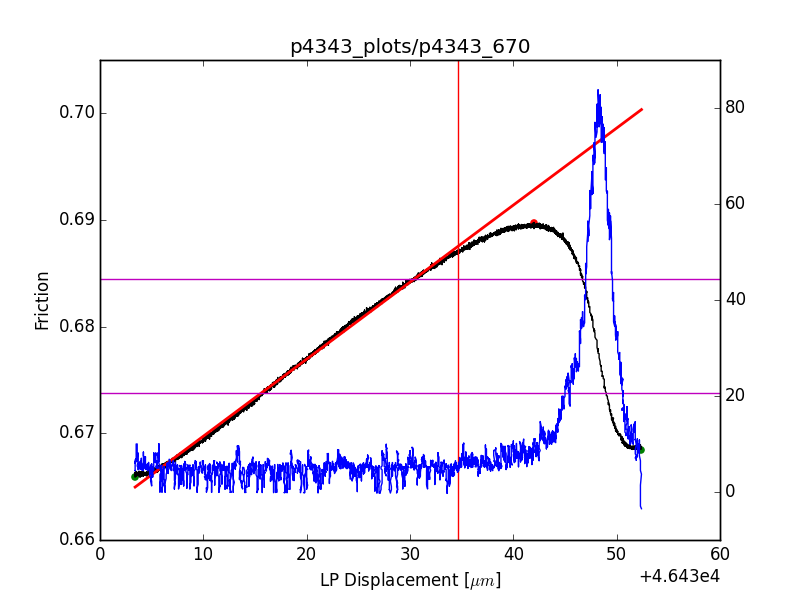 p4343_plots/p4343_670
0.70
0.69
0.68
0.67
0.66
Friction
80
60
40
20
0
0 10 20 30 40 50 60
LP Displacement [μm]
+4.643e4